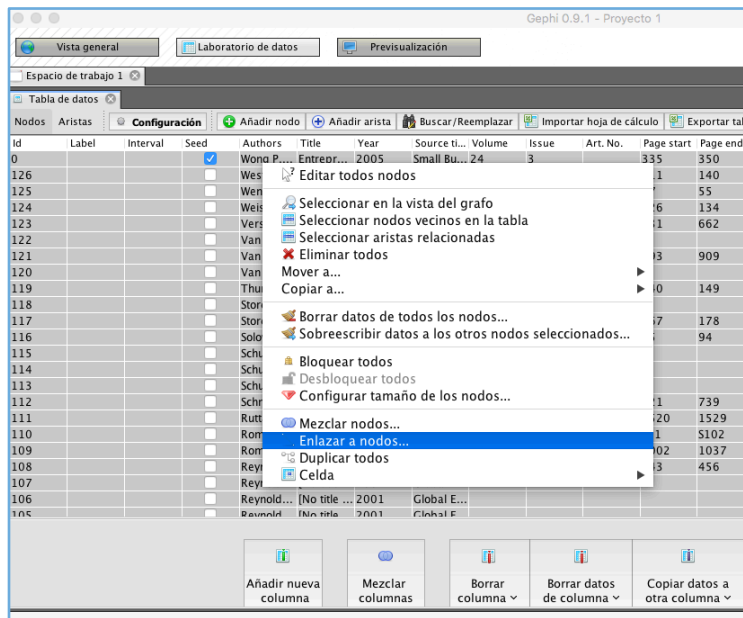 Gephi 0.9.1 - Proyecto 1
Vista general Laboratorio de datos Previsualización
Espacio de trabajo 1
Tabla de datos
Nodos Aristas Configuración Añadir nodo Añadir arista Buscar/Reemplazar Importar hoja de cálculo Exportar
Id Label Interval Seed Authors Title Year Source ti... Volume Issue Art. No. Page start Page end
0 Wong P.... Entrepr... 2005 Small Bu... 24 3 335 350
126 Editar todos nodos 140
125 55
124 Seleccionar en la vista del grafo 134
123 Seleccionar nodos vecinos en la tabla 662
122 Seleccionar aristas relacionadas
121 Van Eliminar todos 909
120 Van Mover a...
119 Copiar a... 149
118
117 Borrar datos de todos los nodos... 178
116 Sobreescribir datos a los otros nodos seleccionados... 94
115
114 Bloquear todos
113 Desbloquear todos
112 Configurar tamaño de los nodos... 739
111 1529
110 Mezclar nodos... S102
109 Enlazar a nodos... 1037
108 Duplicar todos 456
107 Celda
106 Reynold... [No title ... 2001 Global E...
105 Reynold... [No title ... 2001 Global E...
Añadir nueva Mezclar Borrar Borrar datos Copiar datos a
columna columnas columna de columna otra columna